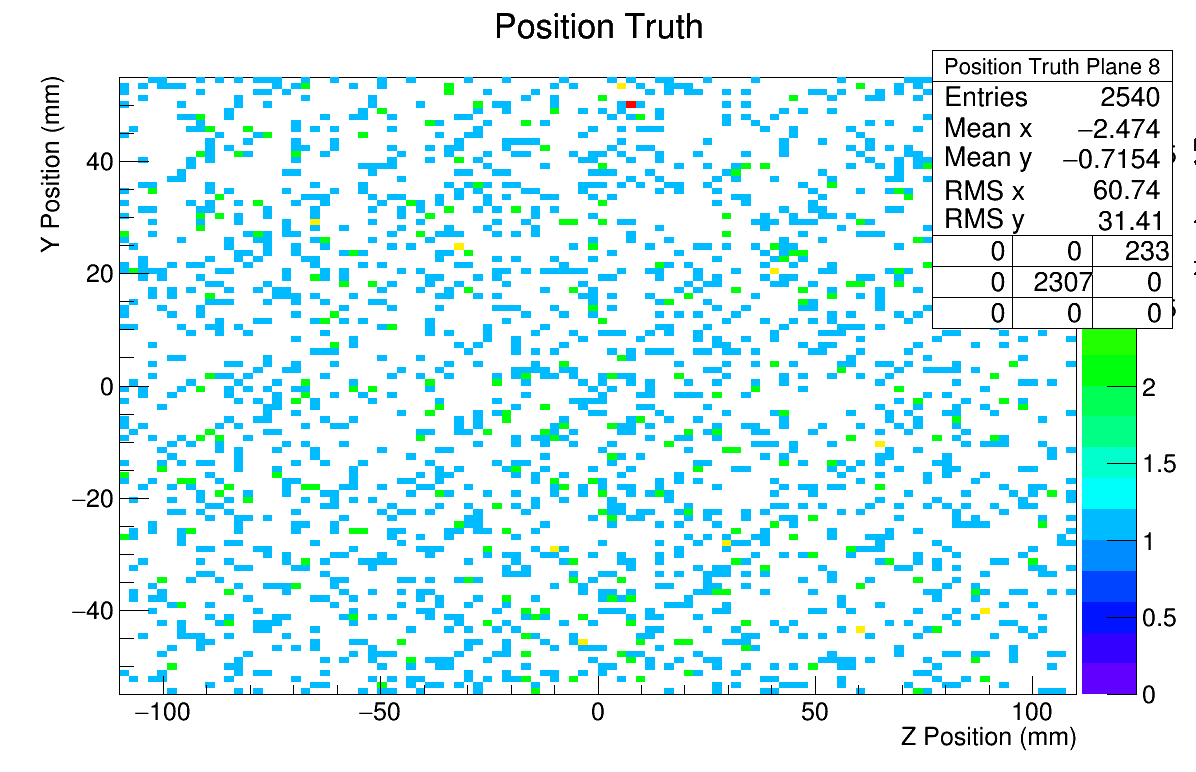 Position Truth
Position Truth Plane 8
Entries 2540
Mean x −2.474
Mean y −0.7154
RMS x 60.74
RMS y 31.41
0 0 233
0 2307 0
0 0 0
Y Position (mm)
40
20
0
−20
−40
−100 −50 0 50 100
Z Position (mm)
2
1.5
1
0.5
0